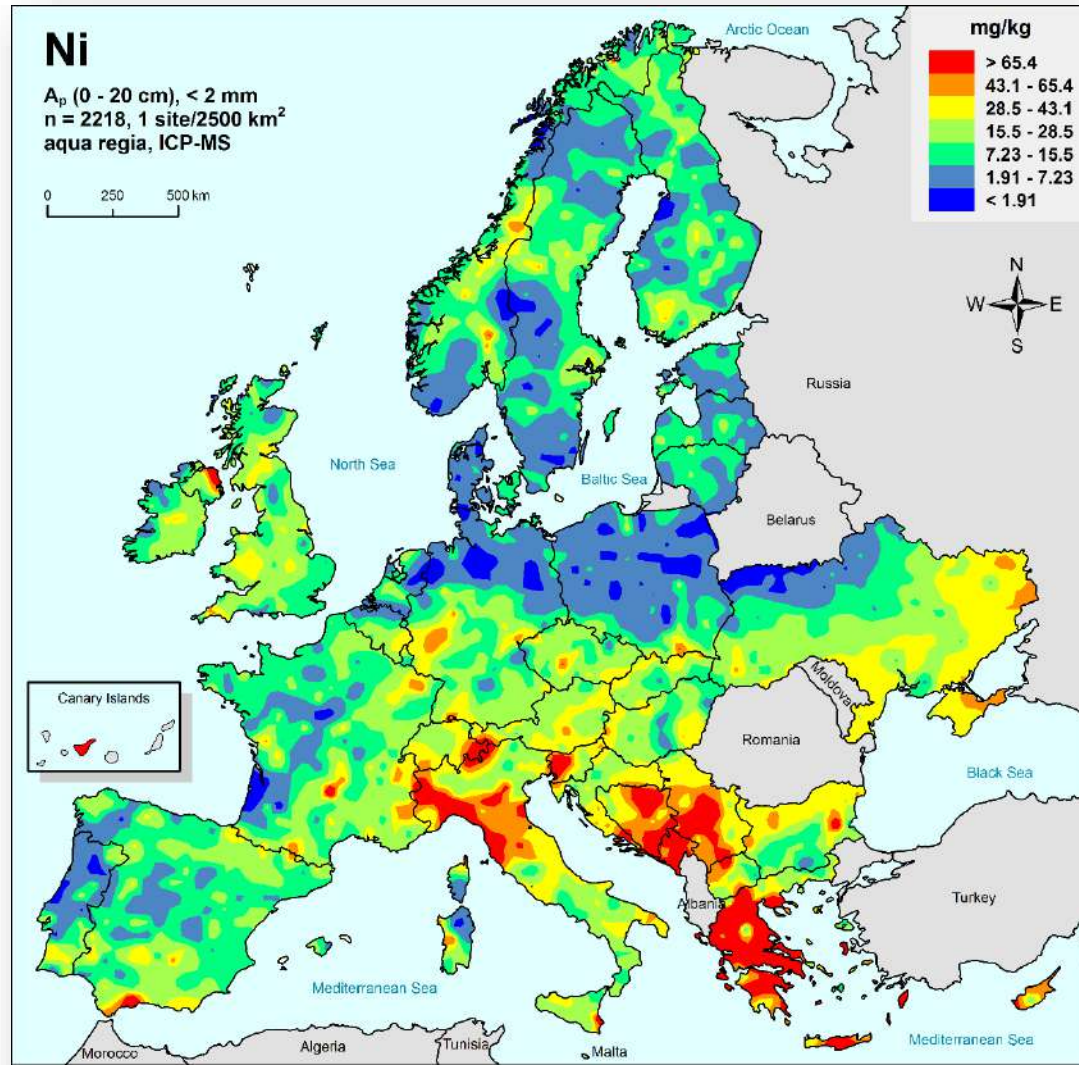 Ni
Aₚ (0 - 20 cm), < 2 mm
n = 2218, 1 site/2500 km²
aqua regia, ICP-MS
0 250 500 km
mg/kg
> 65.4
43.1 - 65.4
28.5 - 43.1
15.5 - 28.5
7.23 - 15.5
1.91 - 7.23
< 1.91
Arctic Ocean
N
W E
S
Russia
North Sea
Baltic Sea
Belarus
Canary Islands
Moldova
Romania
Black Sea
Albania
Turkey
Mediterranean Sea
Mediterranean Sea
Morocco
Algeria
Tunisia
Malta